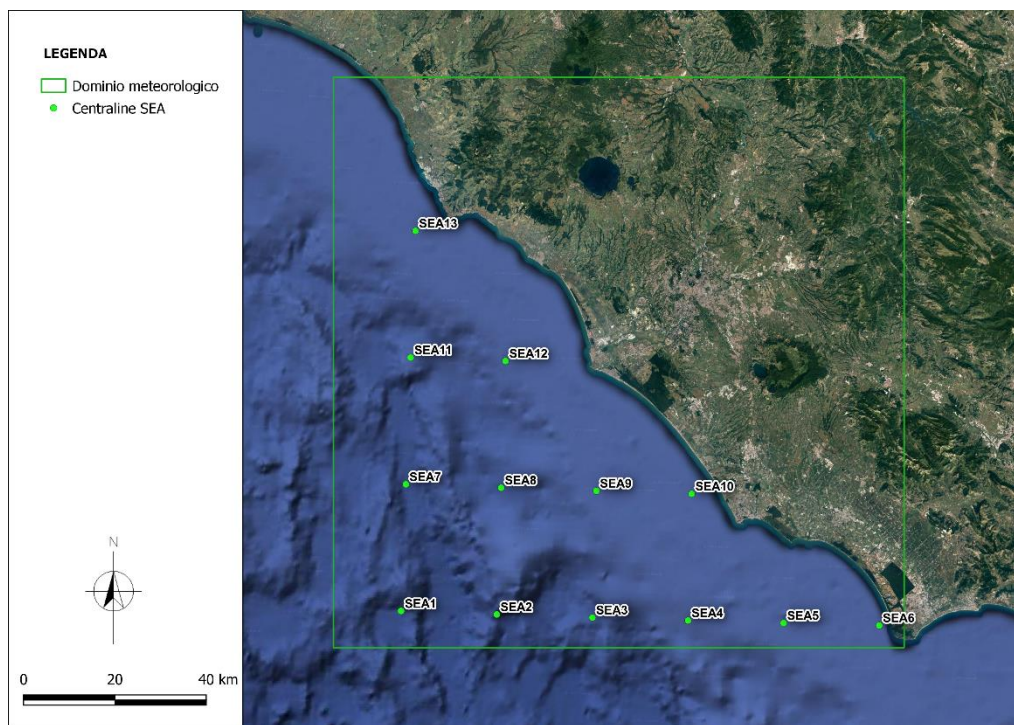 LEGENDA
Dominio meteorologico
Centraline SEA
SEA13
SEA11
SEA12
SEA7
SEA8
SEA9
SEA10
SEA1
SEA2
SEA3
SEA4
SEA5
SEA6
N
0 20 40 km